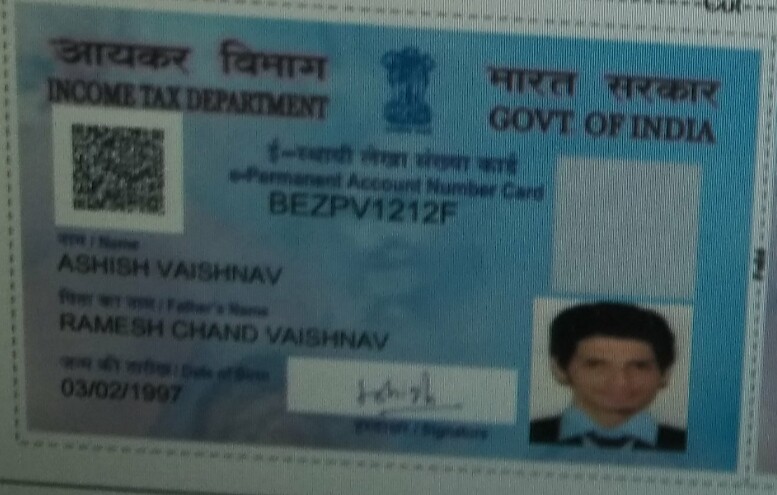 आयकर विभाग
INCOME TAX DEPARTMENT
भारत सरकार
GOVT OF INDIA
ई-स्थायी लेखा संख्या कार्ड
e-Permanent Account Number Card
BEZPV1212F
नाम / Name
ASHISH VAISHNAV
पिता का नाम / Father's Name
RAMESH CHAND VAISHNAV
जन्म की तारीख / Date of Birth
03/02/1997
हस्ताक्षर / Signature